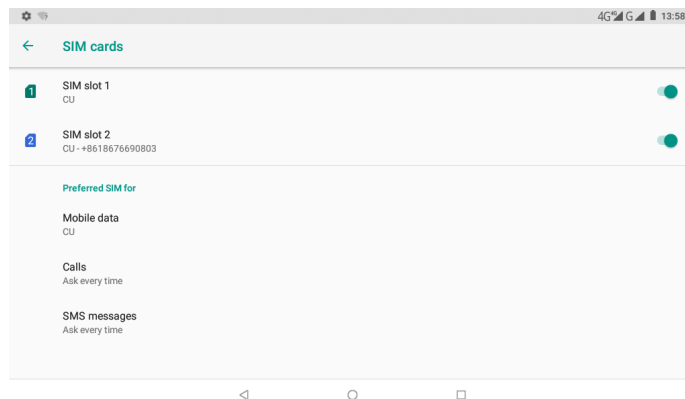 4G 4G G 13:58
SIM cards
1
SIM slot 1
CU
2
SIM slot 2
CU - +8618676690803
Preferred SIM for
Mobile data
CU
Calls
Ask every time
SMS messages
Ask every time